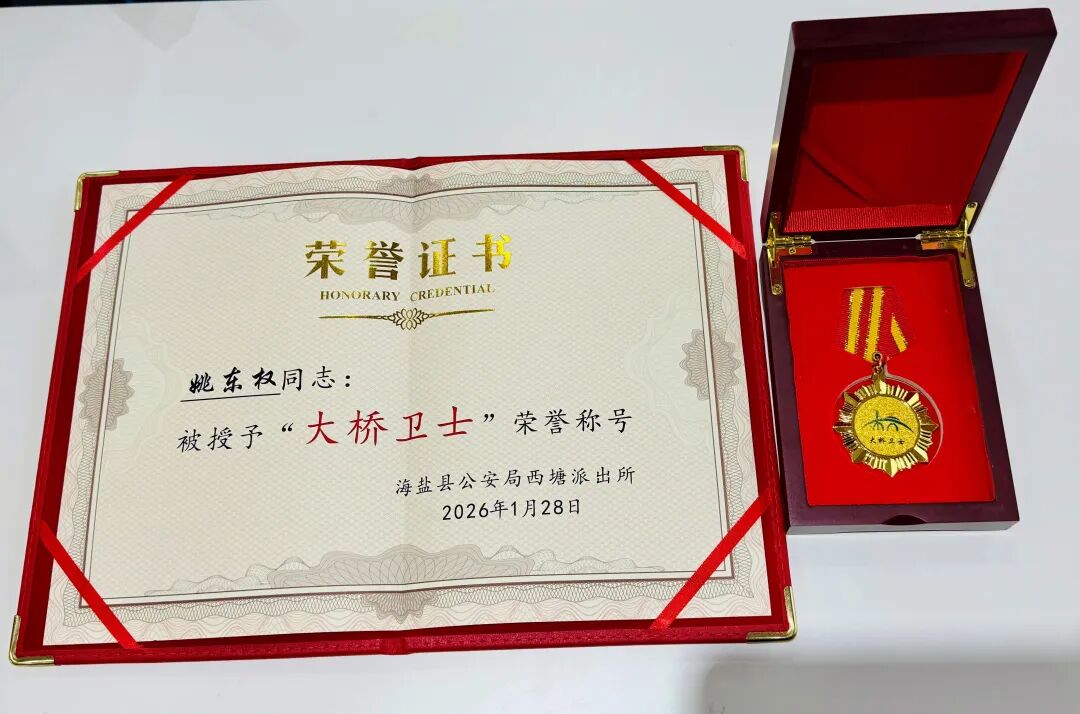 荣誉证书
HONORARY CREDENTIAL
姚东权同志：
被授予“大桥卫士”荣誉称号
海盐县公安局西塘派出所
2026年1月28日
大桥卫士